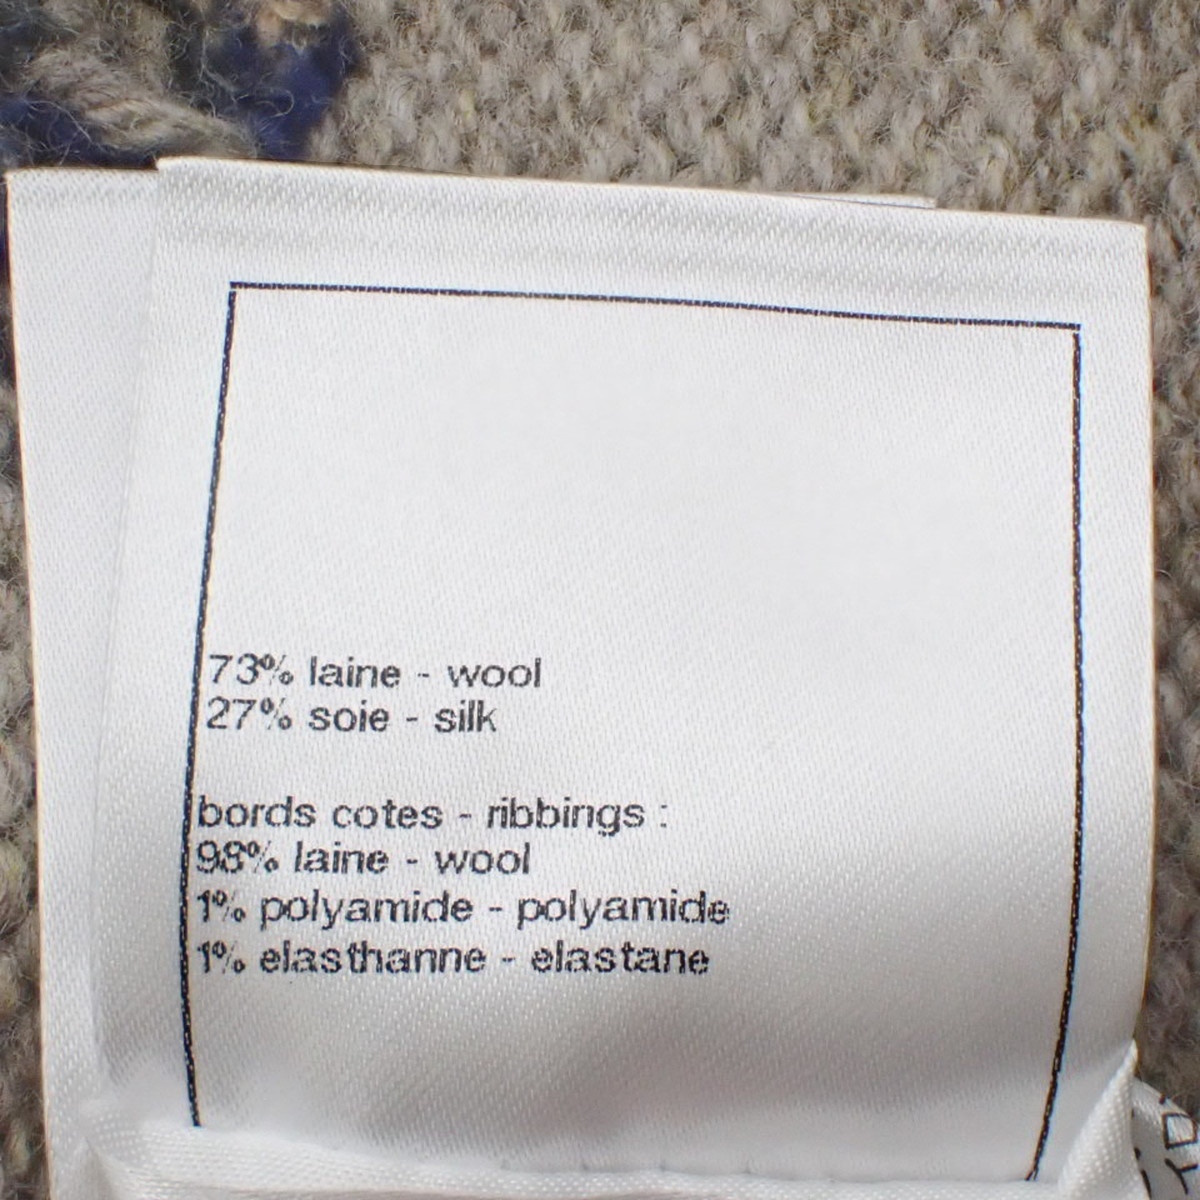 73% laine - wool
27% soie - silk
bords cotes - ribbings :
98% laine - wool
1% polyamide - polyamide
1% elasthanne - elastane